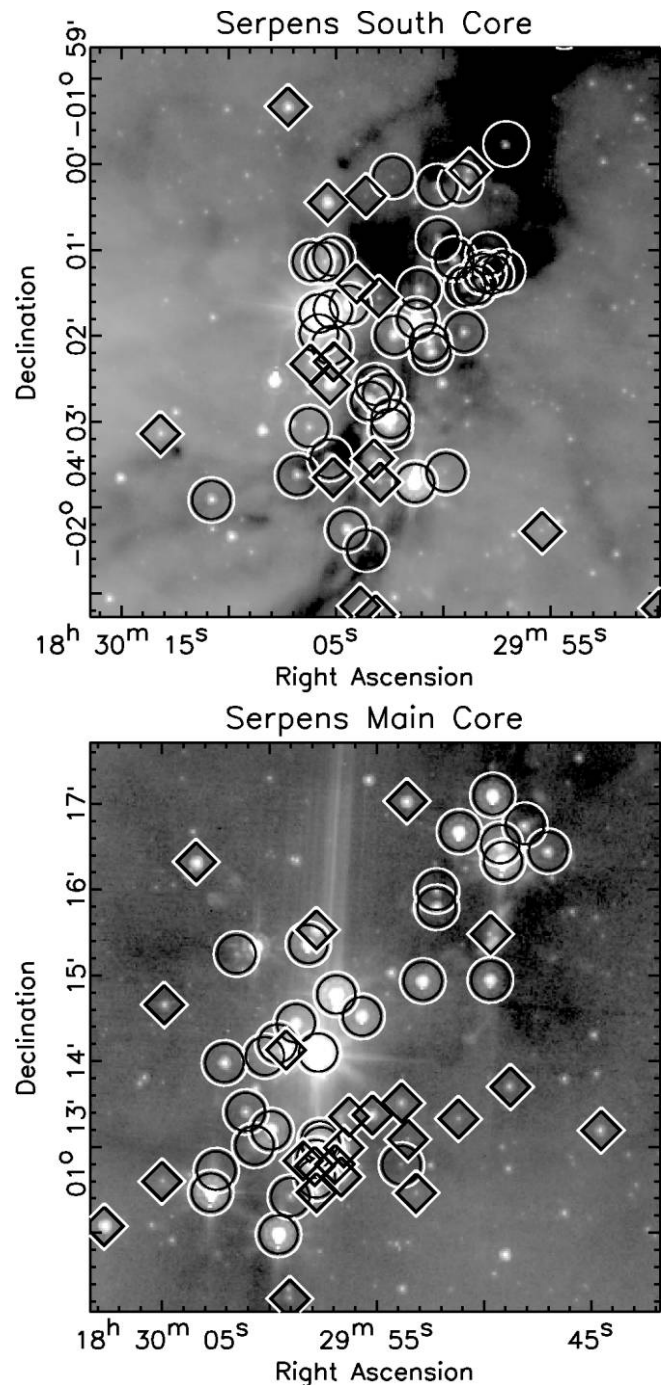 Serpens South Core
-01° 59'
00'
01'
02'
03'
-02° 04'
Declination
18ʰ 30ᵐ 15ˢ
05ˢ
29ᵐ 55ˢ
Right Ascension
Serpens Main Core
17'
16'
15'
14'
01° 13'
Declination
18ʰ 30ᵐ 05ˢ
29ᵐ 55ˢ
45ˢ
Right Ascension